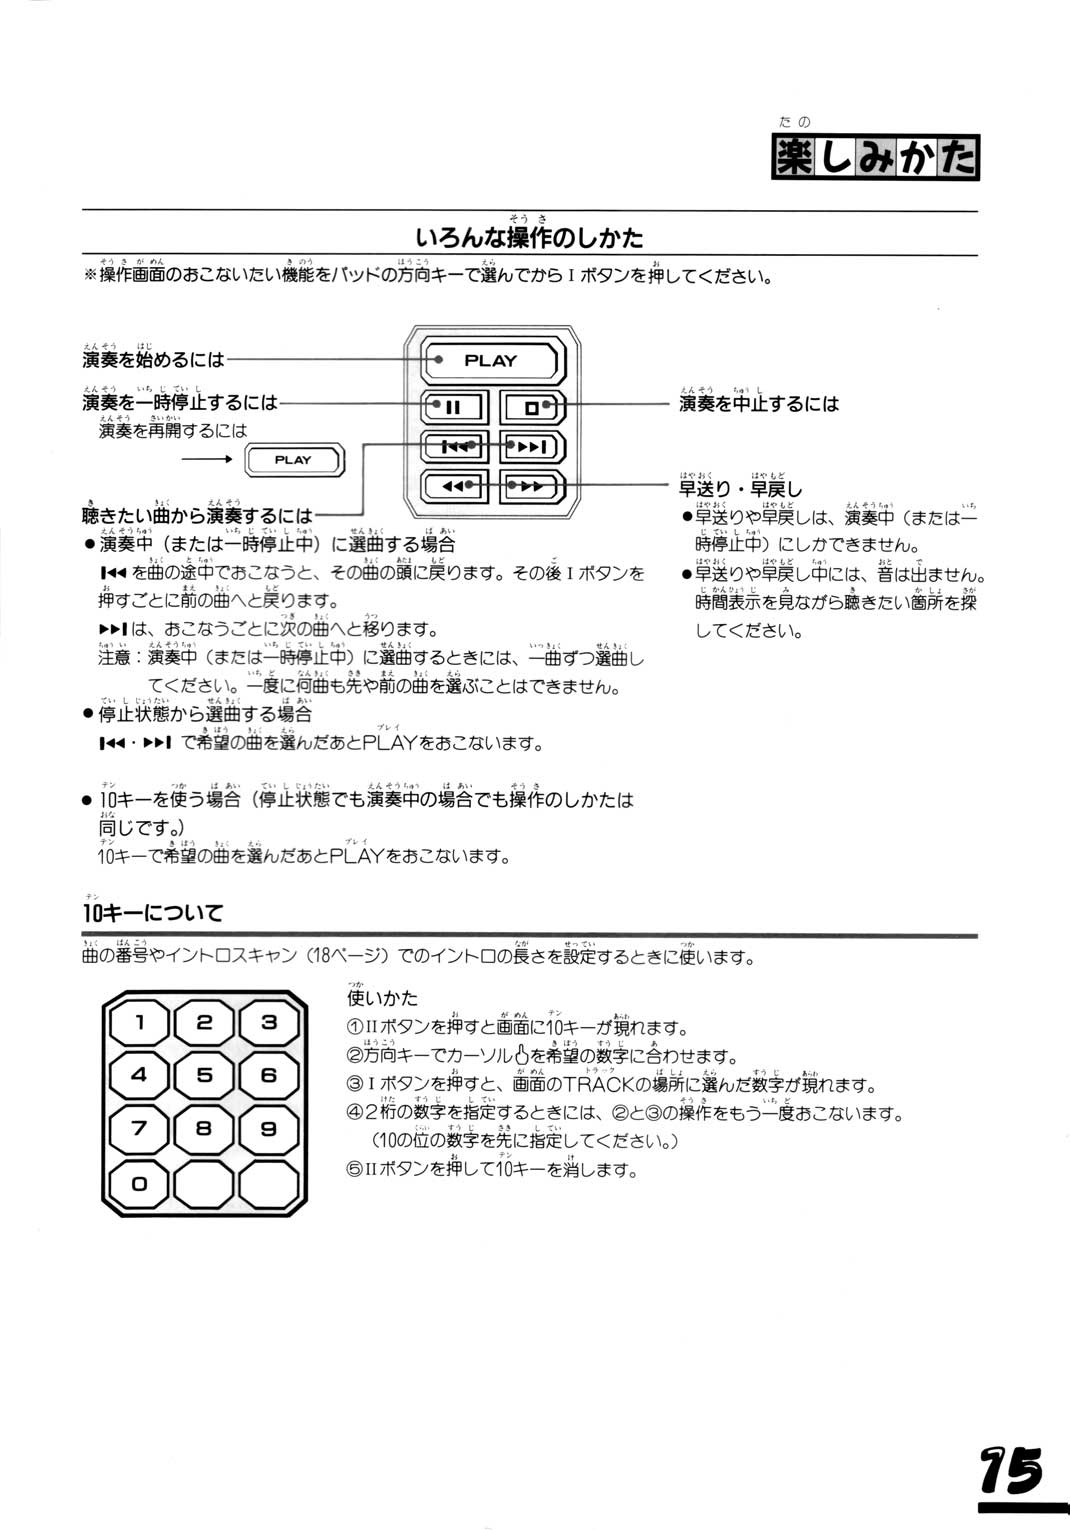 たの
楽しみかた
いろんな操作のしかた
※操作画面のおこないたい機能をパッドの方向キーで選んでからIボタンを押してください。
演奏を始めるには
演奏を一時停止するには
演奏を再開するには
PLAY
PLAY
演奏を中止するには
聴きたい曲から演奏するには
●演奏中（または一時停止中）に選曲する場合
I◀◀を曲の途中でおこなうと、その曲の頭に戻ります。その後Iボタンを
押すごとに前の曲へと戻ります。
▶▶Iは、おこなうごとに次の曲へと移ります。
注意：演奏中（または一時停止中）に選曲するときには、一曲ずつ選曲し
てください。一度に何曲も先や前の曲を選ぶことはできません。
●停止状態から選曲する場合
I◀◀・▶▶Iで希望の曲を選んだあとPLAYをおこないます。
●10キーを使う場合（停止状態でも演奏中の場合でも操作のしかたは
同じです。）
10キーで希望の曲を選んだあとPLAYをおこないます。
早送り・早戻し
●早送りや早戻しは、演奏中（または一
時停止中）にしかできません。
●早送りや早戻し中には、音は出ません。
時間表示を見ながら聴きたい箇所を探
してください。
10キーについて
曲の番号やイントロスキャン（18ページ）でのイントロの長さを設定するときに使います。
1 2 3
4 5 6
7 8 9
0
使いかた
①IIボタンを押すと画面に10キーが現れます。
②方向キーでカーソルを希望の数字に合わせます。
③Iボタンを押すと、画面のTRACKの場所に選んだ数字が現れます。
④2桁の数字を指定するときには、②と③の操作をもう一度おこないます。
（10の位の数字を先に指定してください。）
⑤IIボタンを押して10キーを消します。
15